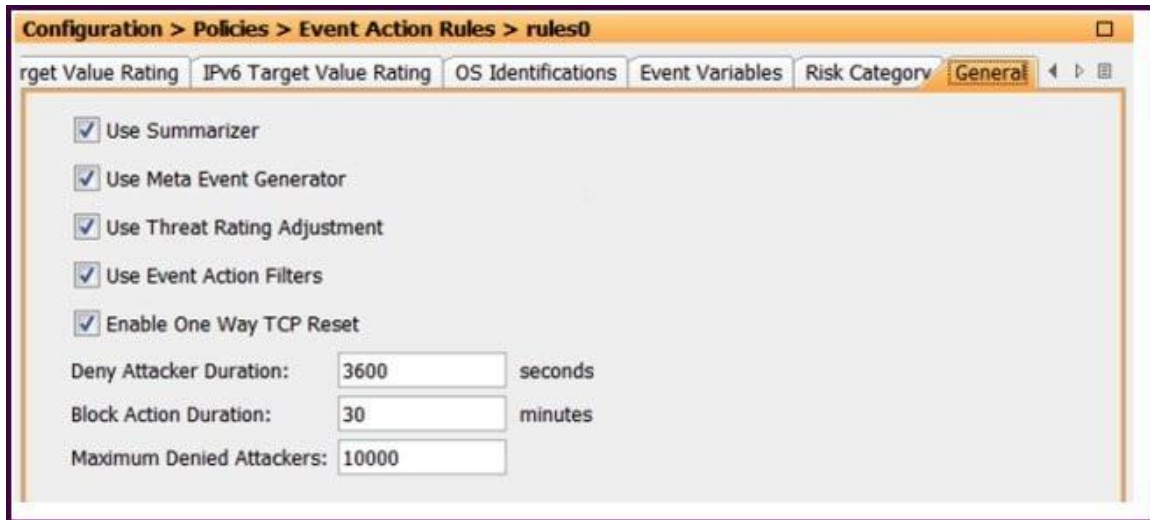 Configuration > Policies > Event Action Rules > rules0
rget Value Rating IPv6 Target Value Rating OS Identifications Event Variables Risk Category General
Use Summarizer
Use Meta Event Generator
Use Threat Rating Adjustment
Use Event Action Filters
Enable One Way TCP Reset
Deny Attacker Duration: 3600 seconds
Block Action Duration: 30 minutes
Maximum Denied Attackers: 10000